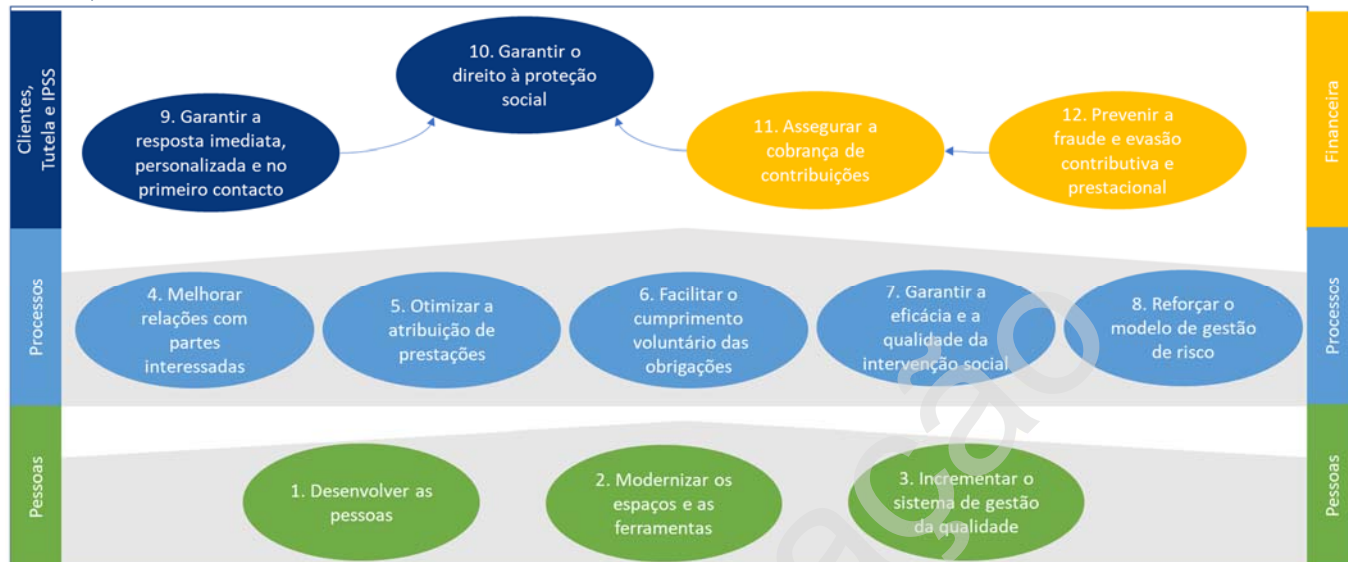 Clientes,
Tutela e IPSS
10. Garantir o
direito à proteção
social
9. Garantir a
resposta imediata,
personalizada e no
primeiro contacto
11. Assegurar a
cobrança de
contribuições
12. Prevenir a
fraude e evasão
contributiva e
prestacional
Financeira
Processos
4. Melhorar
relações com
partes
interessadas
5. Otimizar a
atribuição de
prestações
6. Facilitar o
cumprimento
voluntário das
obrigações
7. Garantir a
eficácia e a
qualidade da
intervenção social
8. Reforçar o
modelo de gestão
de risco
Processos
Pessoas
1. Desenvolver as
pessoas
2. Modernizar os
espaços e as
ferramentas
3. Incrementar o
sistema de gestão
da qualidade
Pessoas
ação